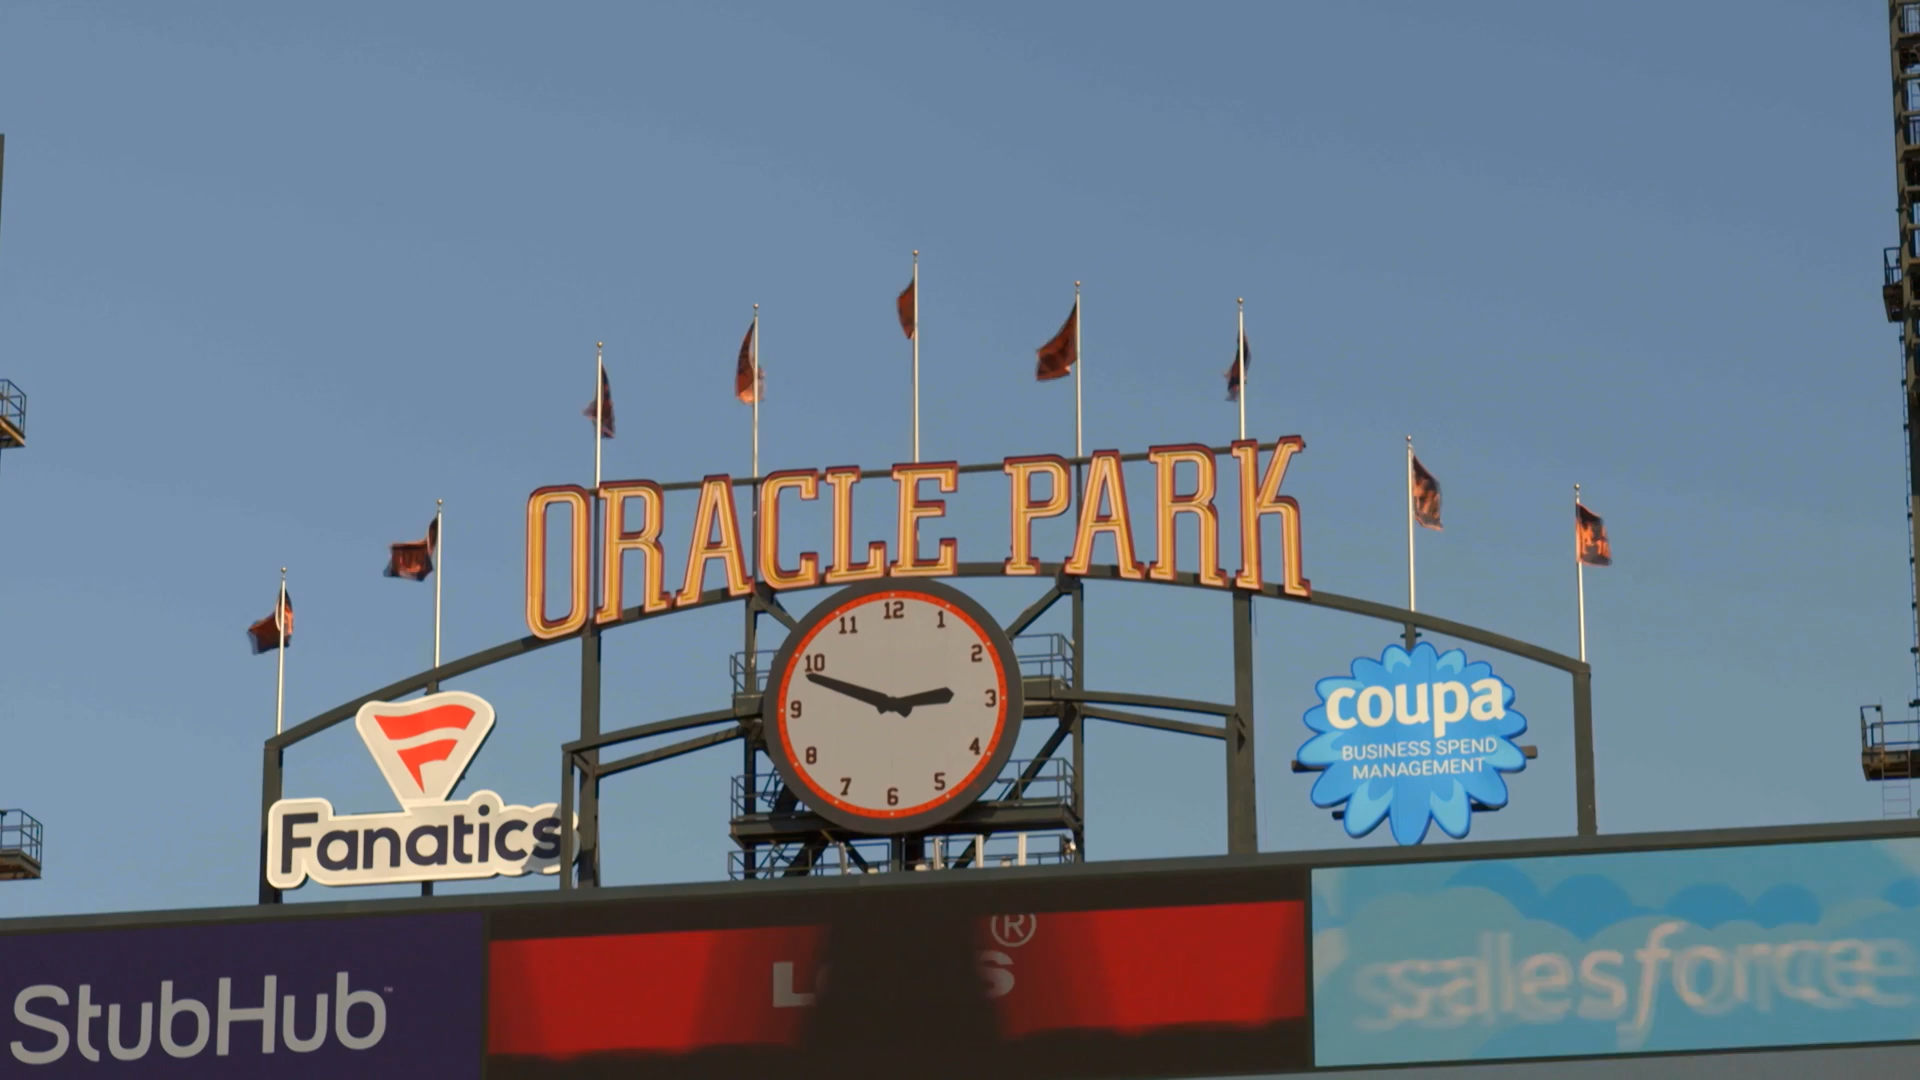 ORACLE PARK
12
11
1
10
2
9
3
8
4
7
5
6
Fanatics
coupa
BUSINESS SPEND
MANAGEMENT
StubHub™
®
salesforce